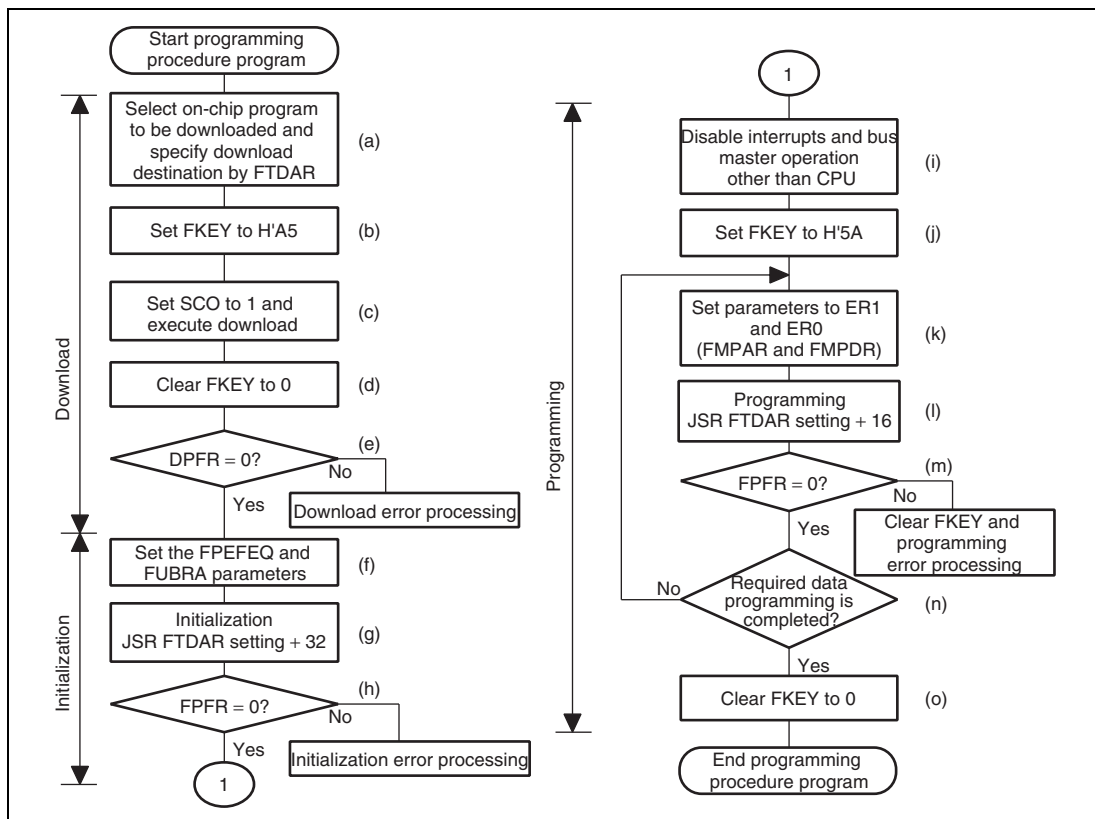 Start programming
procedure program
Download
Select on-chip program
to be downloaded and
specify download
destination by FTDAR
(a)
Set FKEY to H'A5
(b)
Set SCO to 1 and
execute download
(c)
Clear FKEY to 0
(d)
DPFR = 0?
(e)
No
Yes
Download error processing
Initialization
Set the FPEFEQ and
FUBRA parameters
(f)
Initialization
JSR FTDAR setting + 32
(g)
FPFR = 0?
(h)
No
Yes
Initialization error processing
1
1
Programming
Disable interrupts and bus
master operation
other than CPU
(i)
Set FKEY to H'5A
(j)
Set parameters to ER1
and ER0
(FMPAR and FMPDR)
(k)
Programming
JSR FTDAR setting + 16
(l)
FPFR = 0?
(m)
No
Yes
Clear FKEY and
programming
error processing
No
Required data
programming is
completed?
(n)
Yes
Clear FKEY to 0
(o)
End programming
procedure program